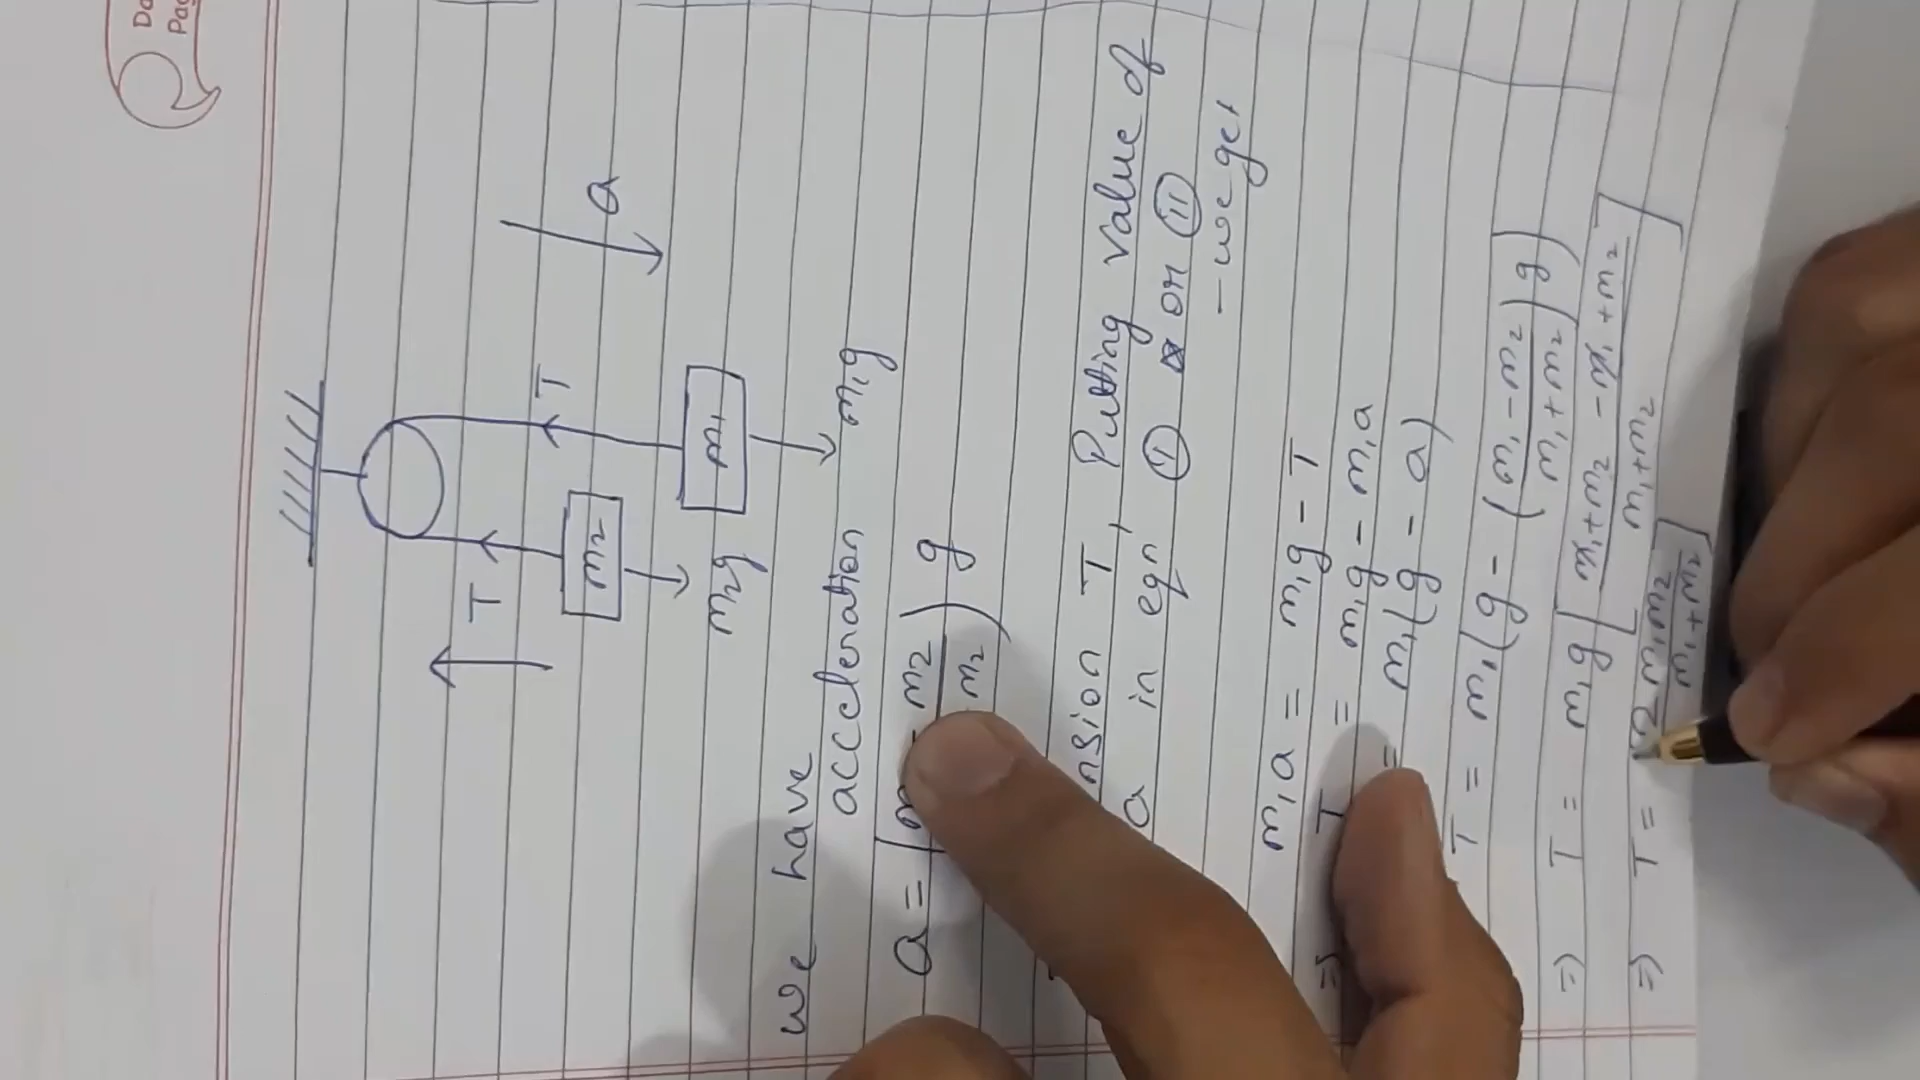 T
T
a
m2
m1
m2g
m1g
we have
acceleration
a = m2 / m2) g
T, Putting value of
a in eqn (I) or (II)
- we get
m1a = m1g - T
=> T = m1g - m1a
= m1(g - a)
T = m1(g - (m1 - m2 / m1 + m2) g)
=> T = m1g [m1 + m2 - m1 + m2 / m1 + m2]
=> T = 2 m1m2 / m1 + m2